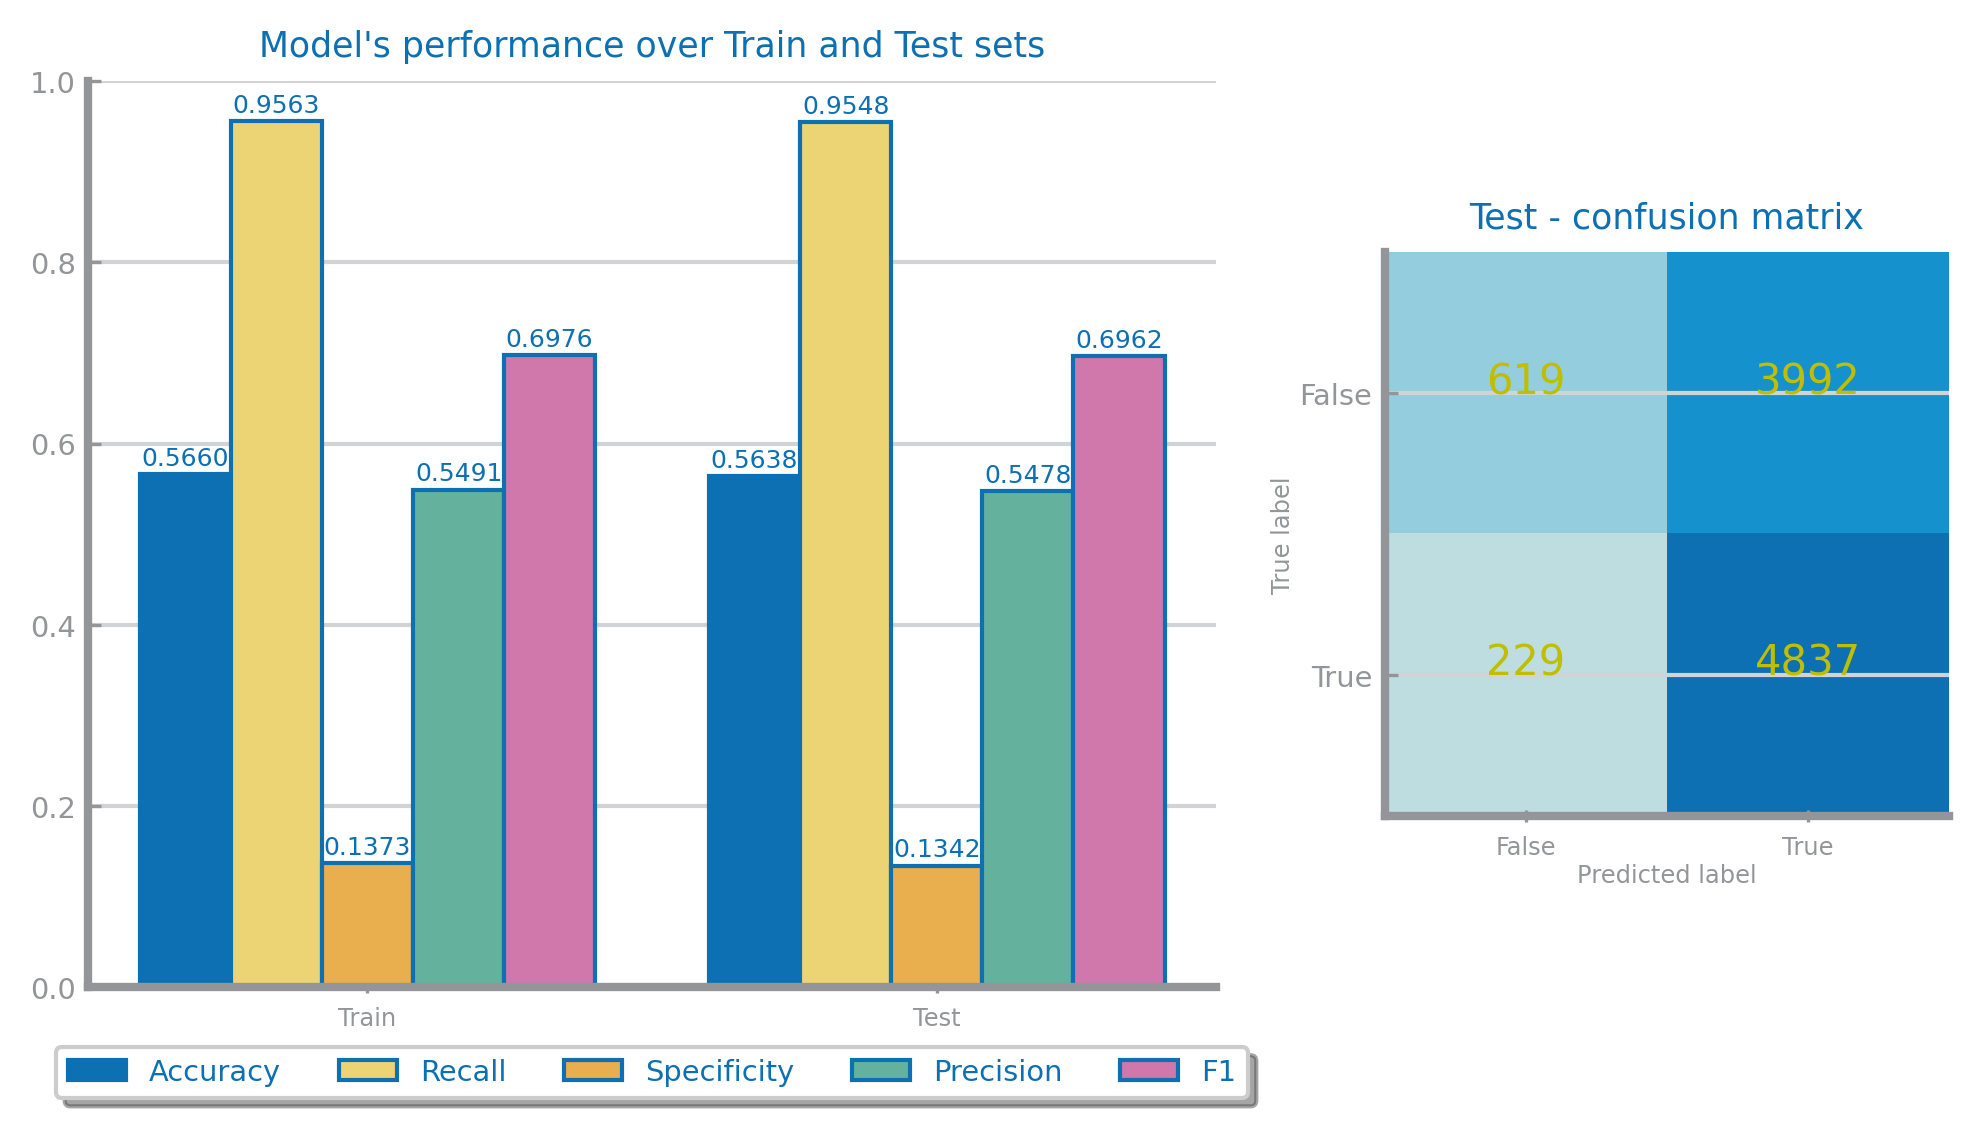 Model's performance over Train and Test sets
1.0
0.8
0.6
0.4
0.2
0.0
0.5660
0.9563
0.1373
0.5491
0.6976
0.5638
0.9548
0.1342
0.5478
0.6962
Train
Test
Accuracy
Recall
Specificity
Precision
F1
Test - confusion matrix
True label
False
619
3992
True
229
4837
False
True
Predicted label